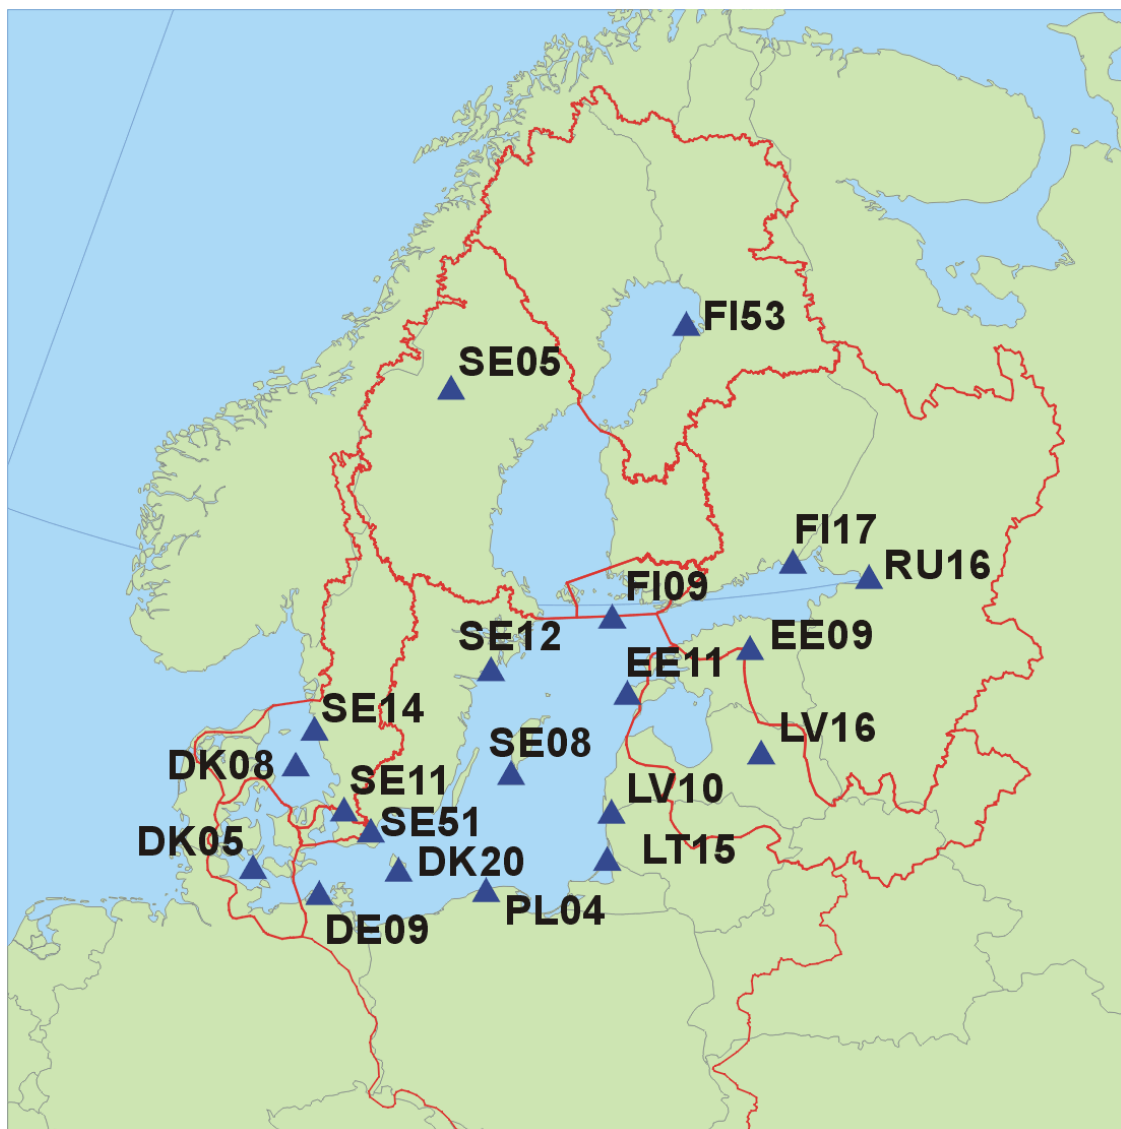 FI53
SE05
FI17
RU16
FI09
SE12
EE09
EE11
SE14
SE08
LV16
DK08
SE11
LV10
SE51
DK05
DK20
LT15
PL04
DE09